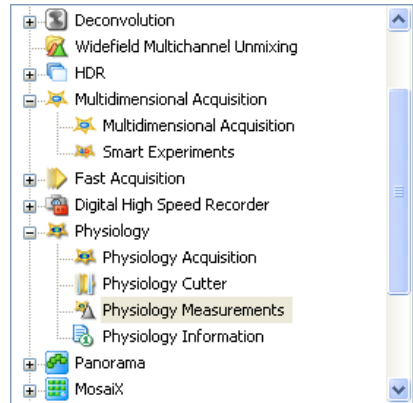 Deconvolution
Widefield Multichannel Unmixing
HDR
Multidimensional Acquisition
Multidimensional Acquisition
Smart Experiments
Fast Acquisition
Digital High Speed Recorder
Physiology
Physiology Acquisition
Physiology Cutter
Physiology Measurements
Physiology Information
Panorama
MosaiX